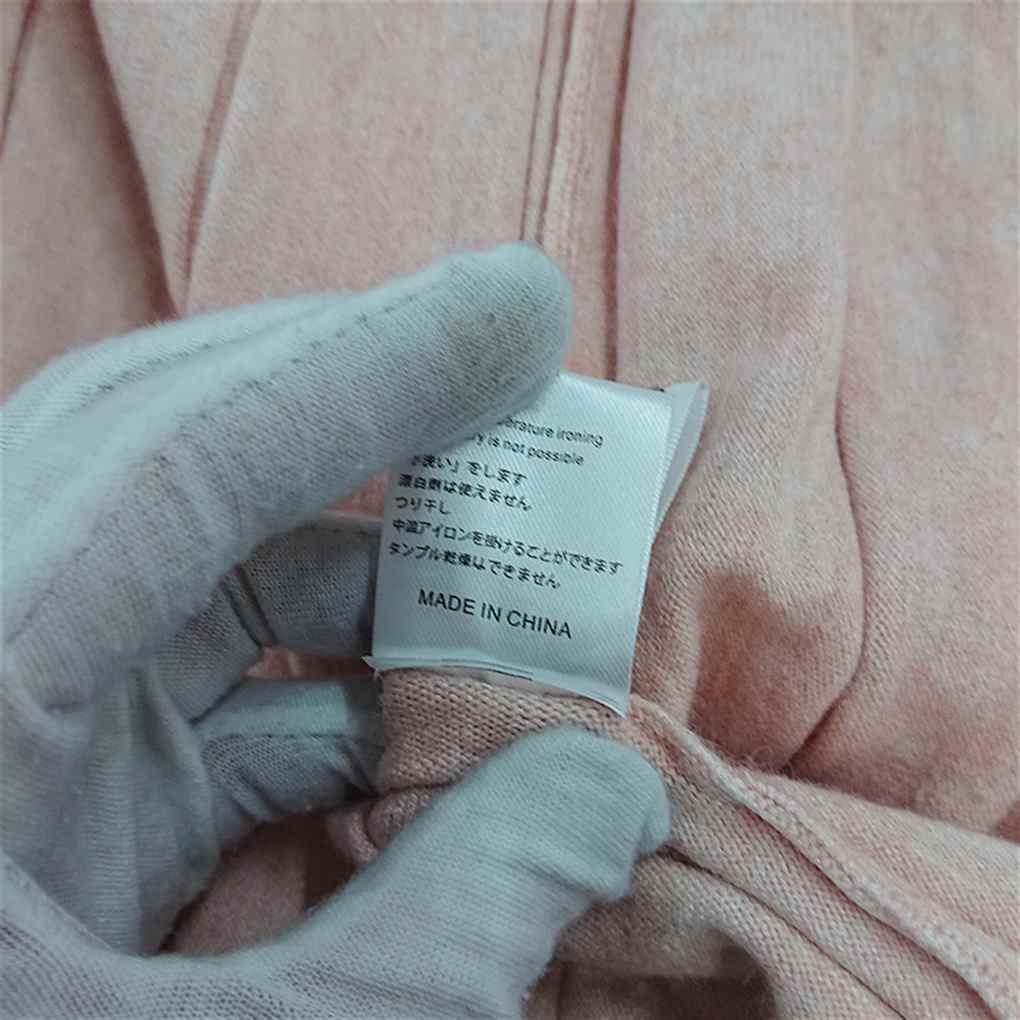 erature ironing
is not possible
洗い」をします
漂白剤は使えません
つり干し
中温アイロンを掛けることができます
タンブル乾燥はできません
MADE IN CHINA